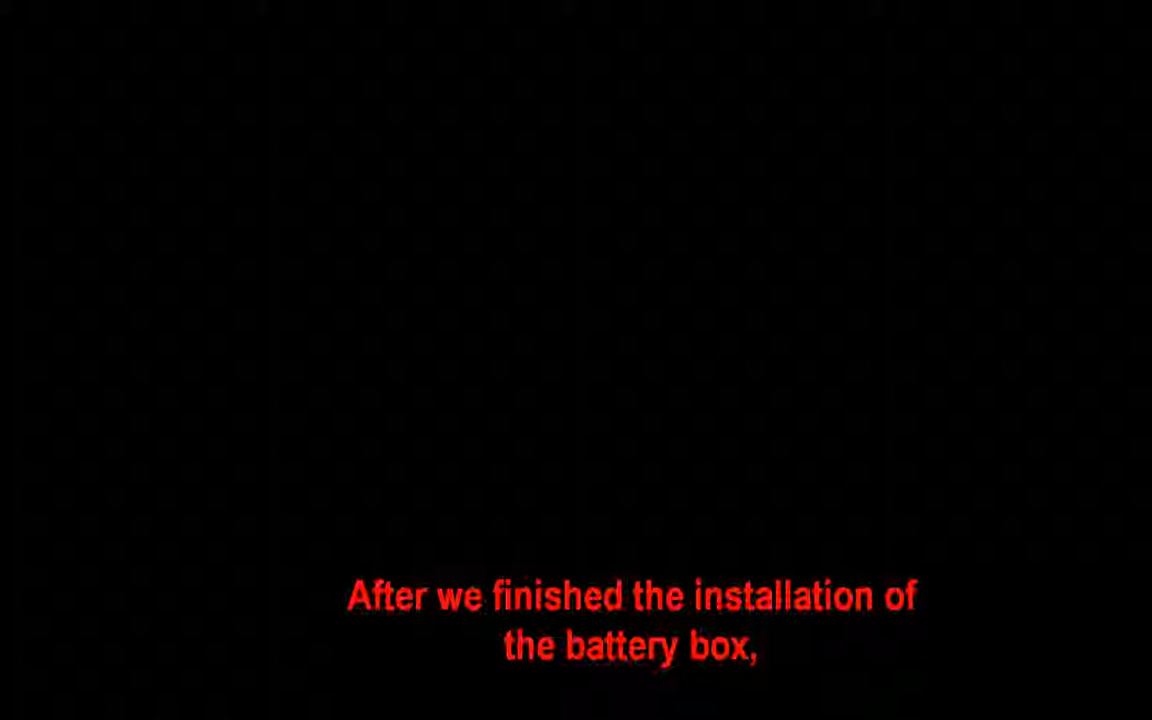 After we finished the installation of
the battery box,